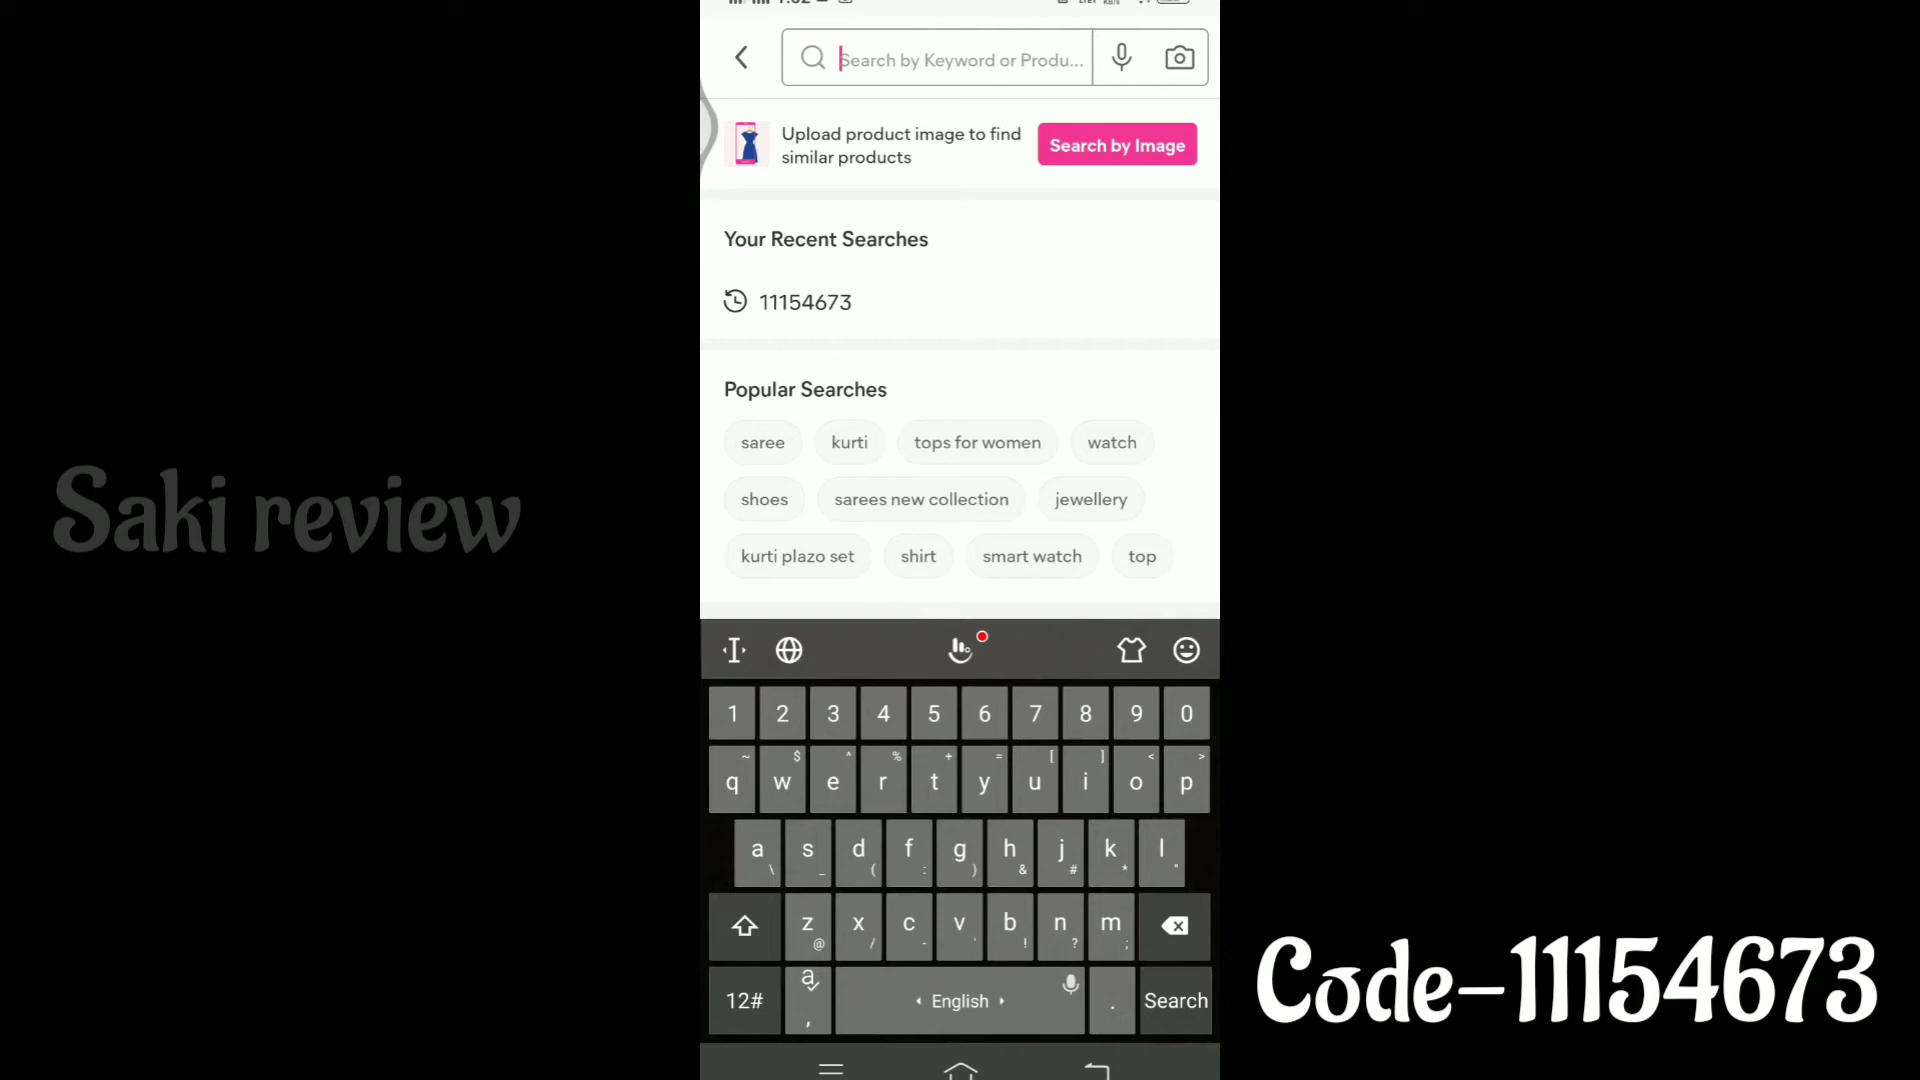 Search by Keyword or Produ...
Upload product image to find
similar products
Search by Image
Your Recent Searches
11154673
Popular Searches
saree kurti tops for women watch
shoes sarees new collection jewellery
kurti plazo set shirt smart watch top
Saki review
1 2 3 4 5 6 7 8 9 0
~ $ ^ % + = [ ] < >
q w e r t y u i o p
a s d f g h j k l
\ _ ( : ) & # * "
z x c v b n m
@ / - ' ! ? ;
12# a , English . Search
Code-11154673